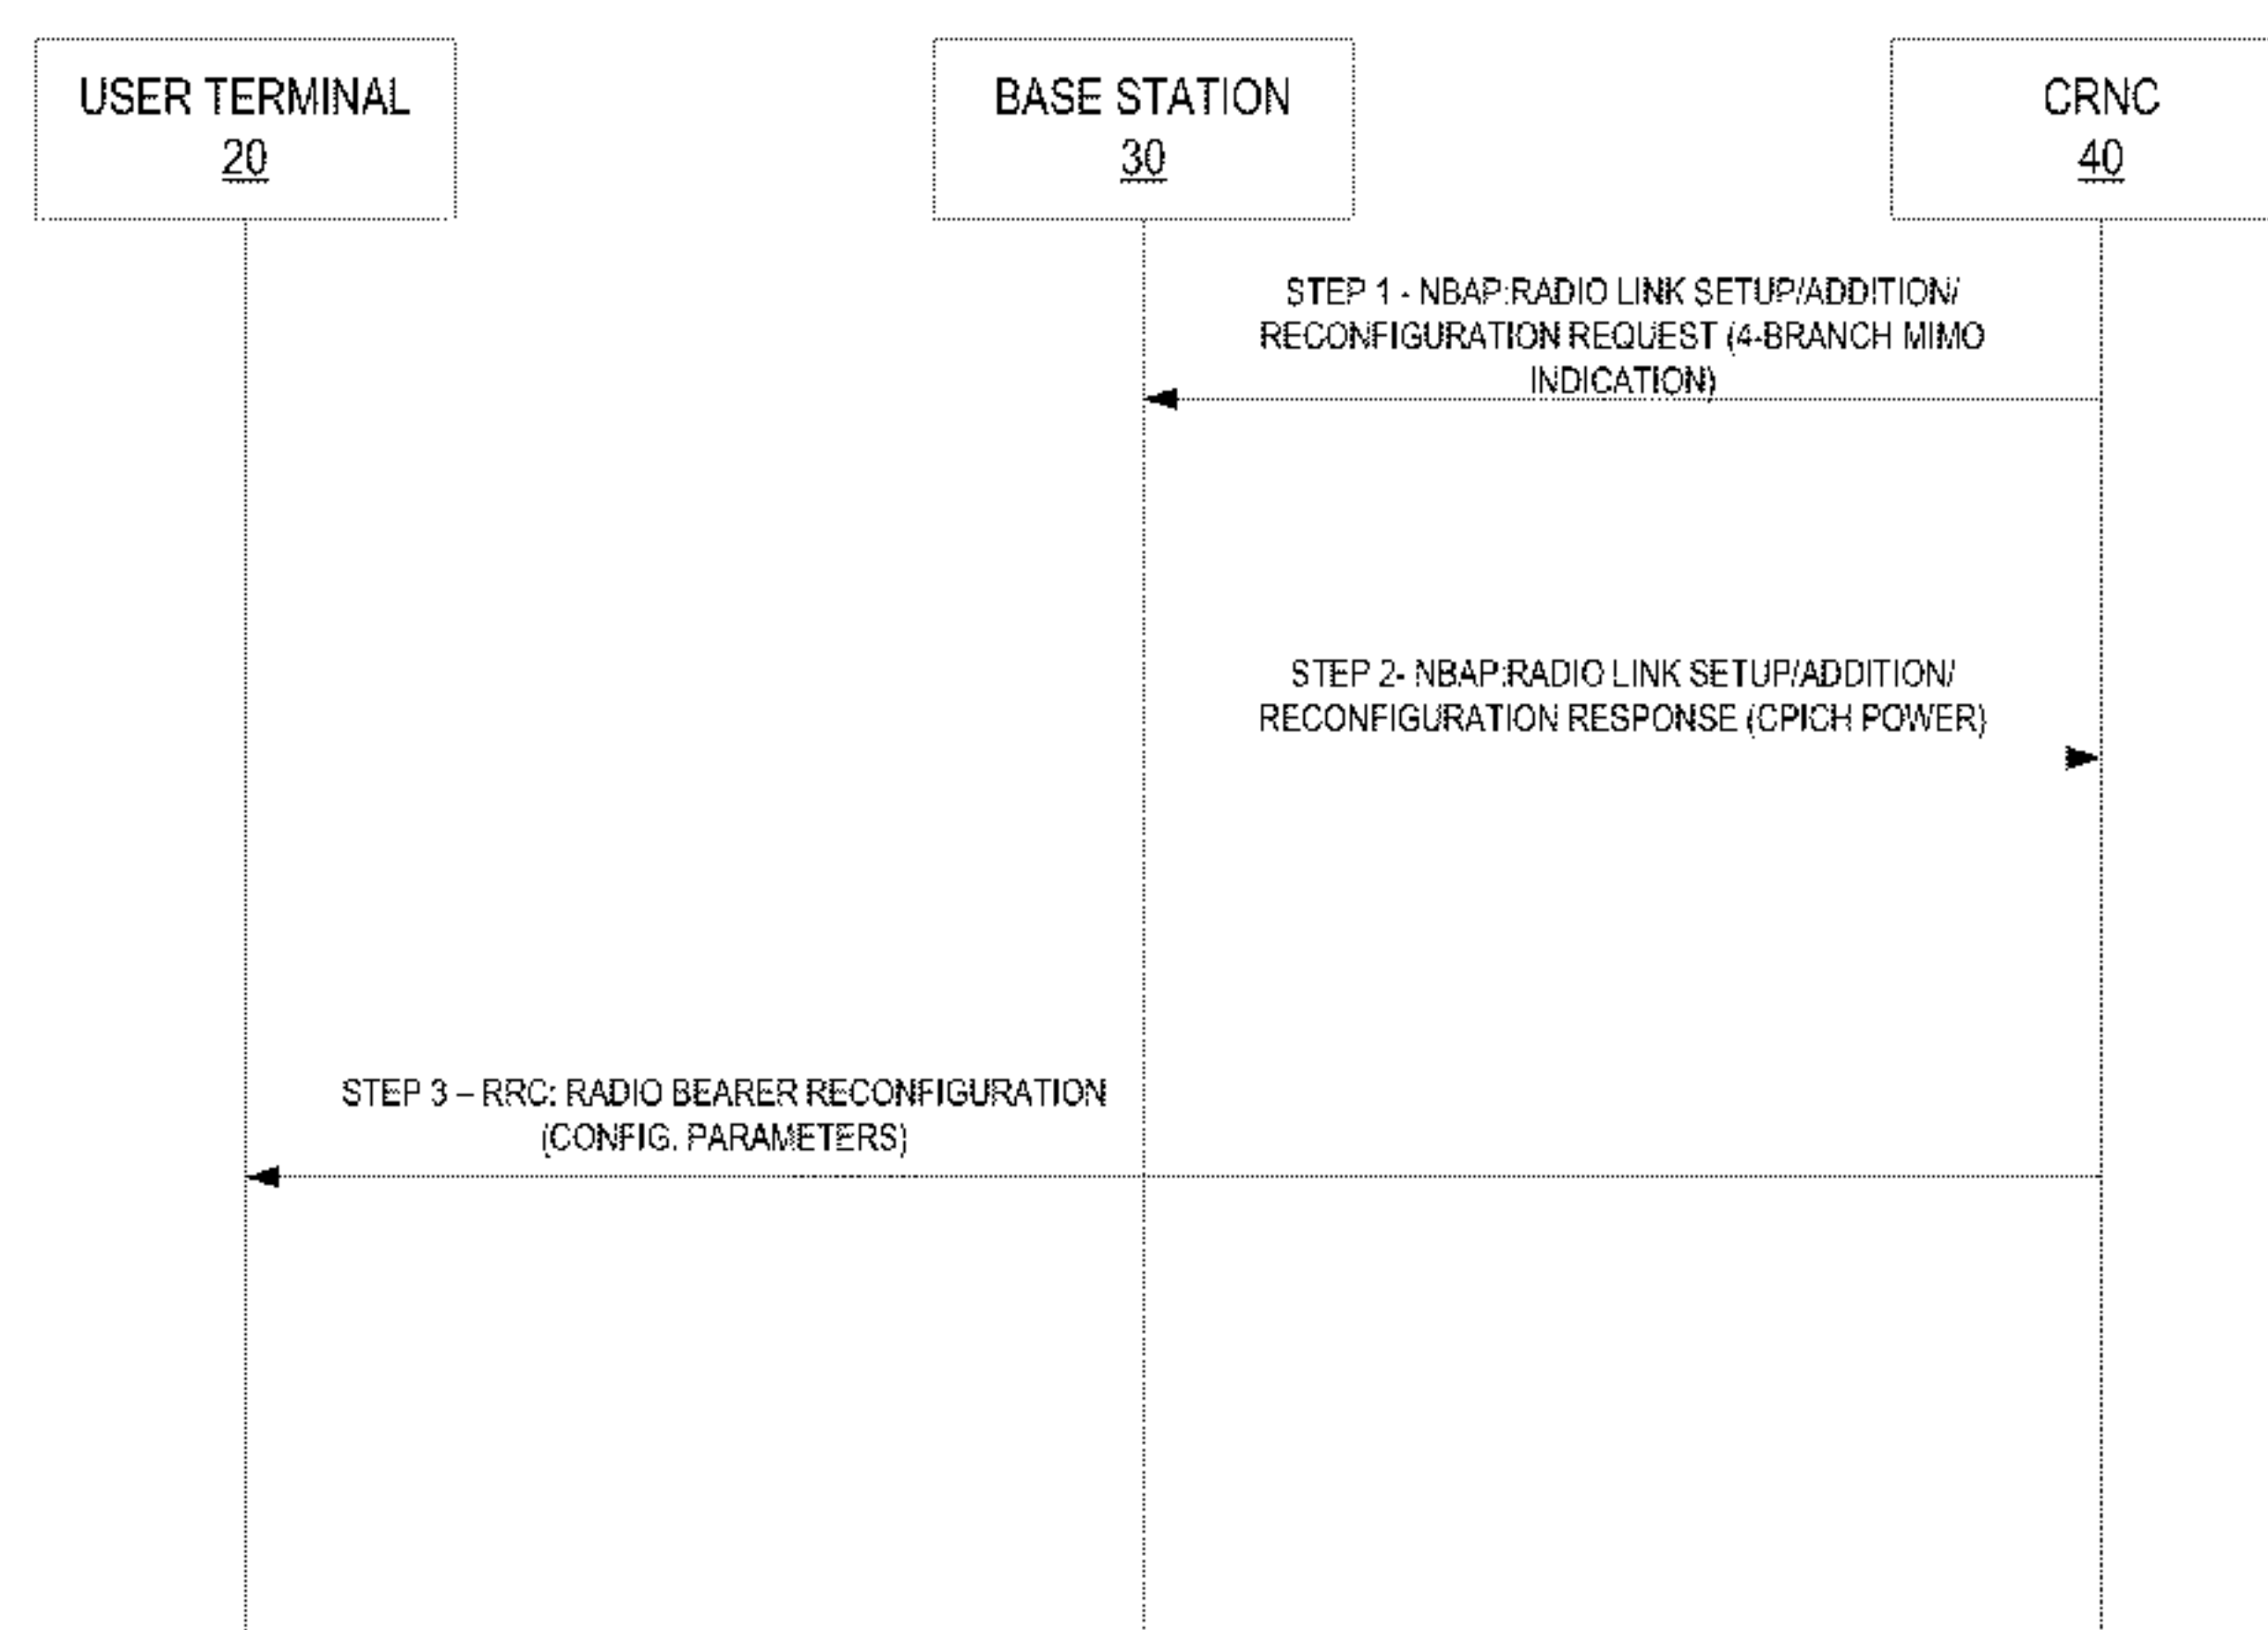 USER TERMINAL
20
BASE STATION
30
CRNC
40
STEP 1 - NBAP:RADIO LINK SETUP/ADDITION/
RECONFIGURATION REQUEST (4-BRANCH MIMO
INDICATION)
STEP 2- NBAP:RADIO LINK SETUP/ADDITION/
RECONFIGURATION RESPONSE (CPICH POWER)
STEP 3 – RRC: RADIO BEARER RECONFIGURATION
(CONFIG. PARAMETERS)